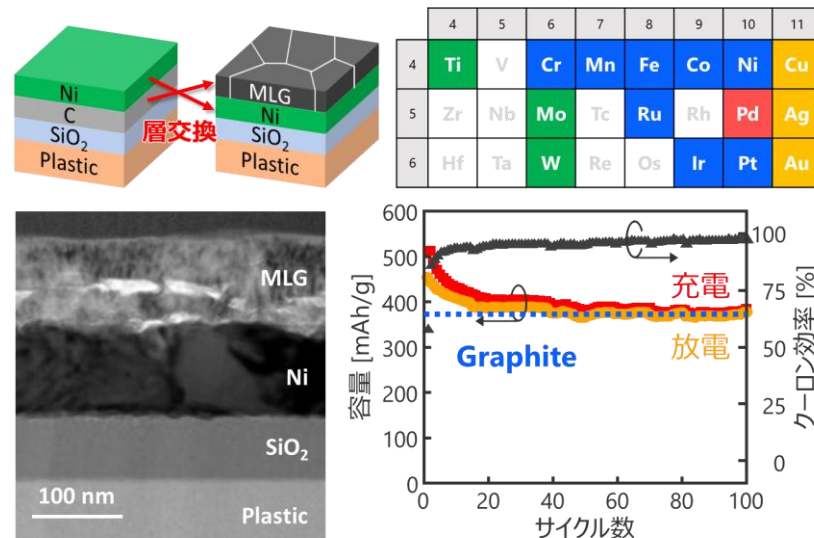 Ni
C
SiO2
Plastic
層交換
MLG
Ni
SiO2
Plastic
4 5 6 7 8 9 10 11
4 Ti V Cr Mn Fe Co Ni Cu
5 Zr Nb Mo Tc Ru Rh Pd Ag
6 Hf Ta W Re Os Ir Pt Au
MLG
Ni
SiO2
Plastic
100 nm
600
500
400
300
200
100
0
容量 [mAh/g]
充電
放電
Graphite
100
75
50
25
0
クーロン効率 [%]
0 20 40 60 80 100
サイクル数